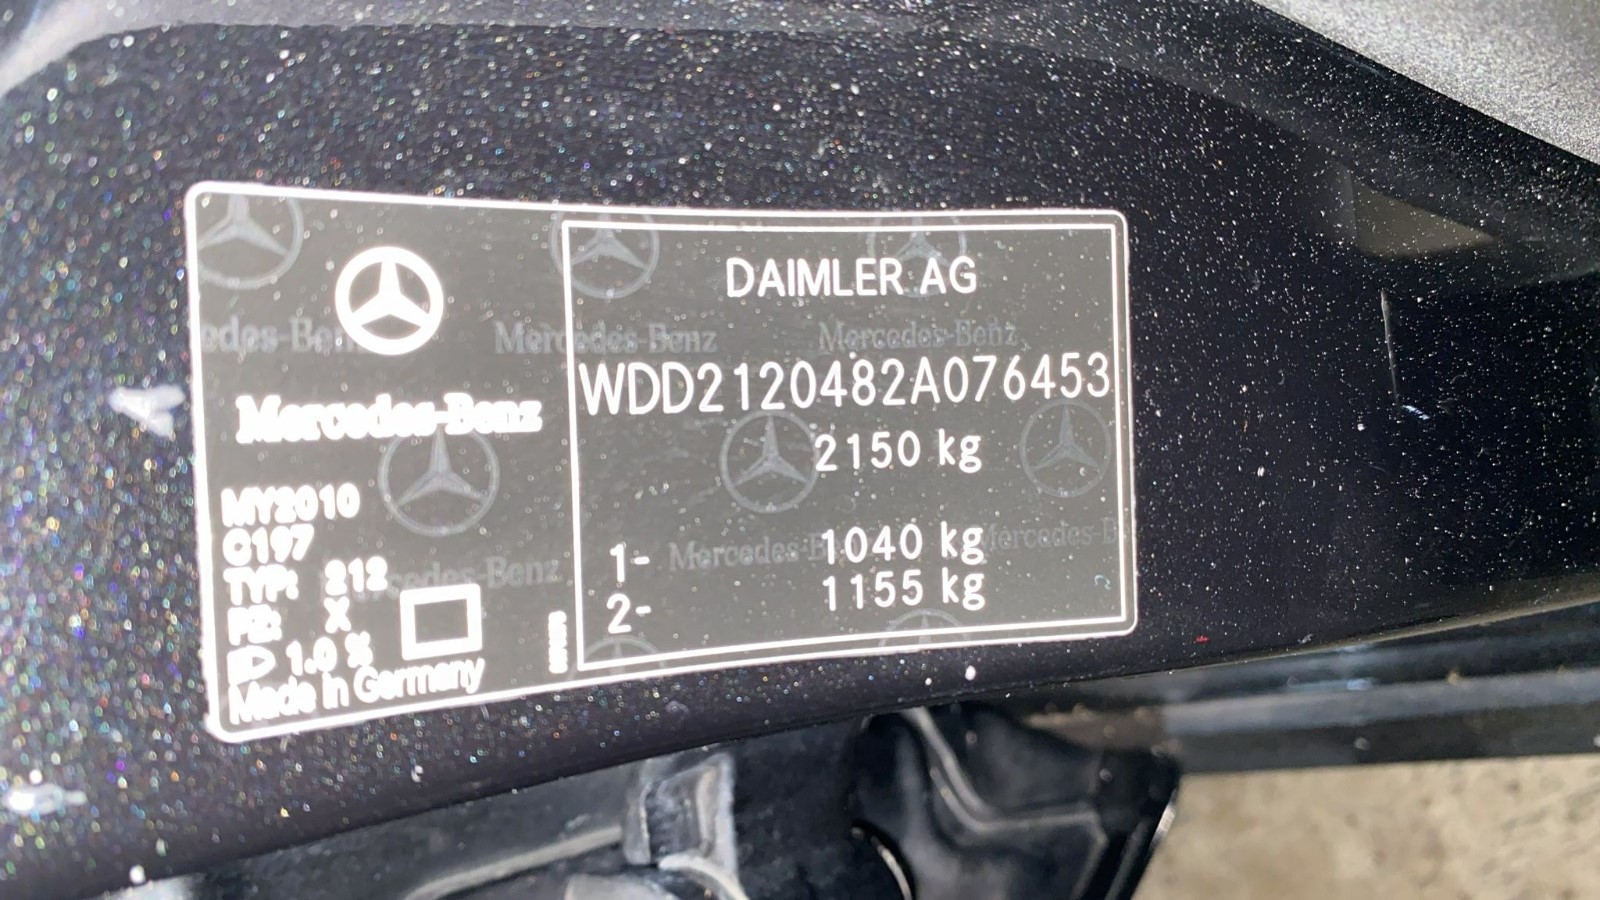 Mercedes-Benz
MY2010
C197
TYP: 212
PZ: X
1.0 %
Made in Germany
DAIMLER AG
WDD2120482A076453
2150 kg
1- 1040 kg
2- 1155 kg